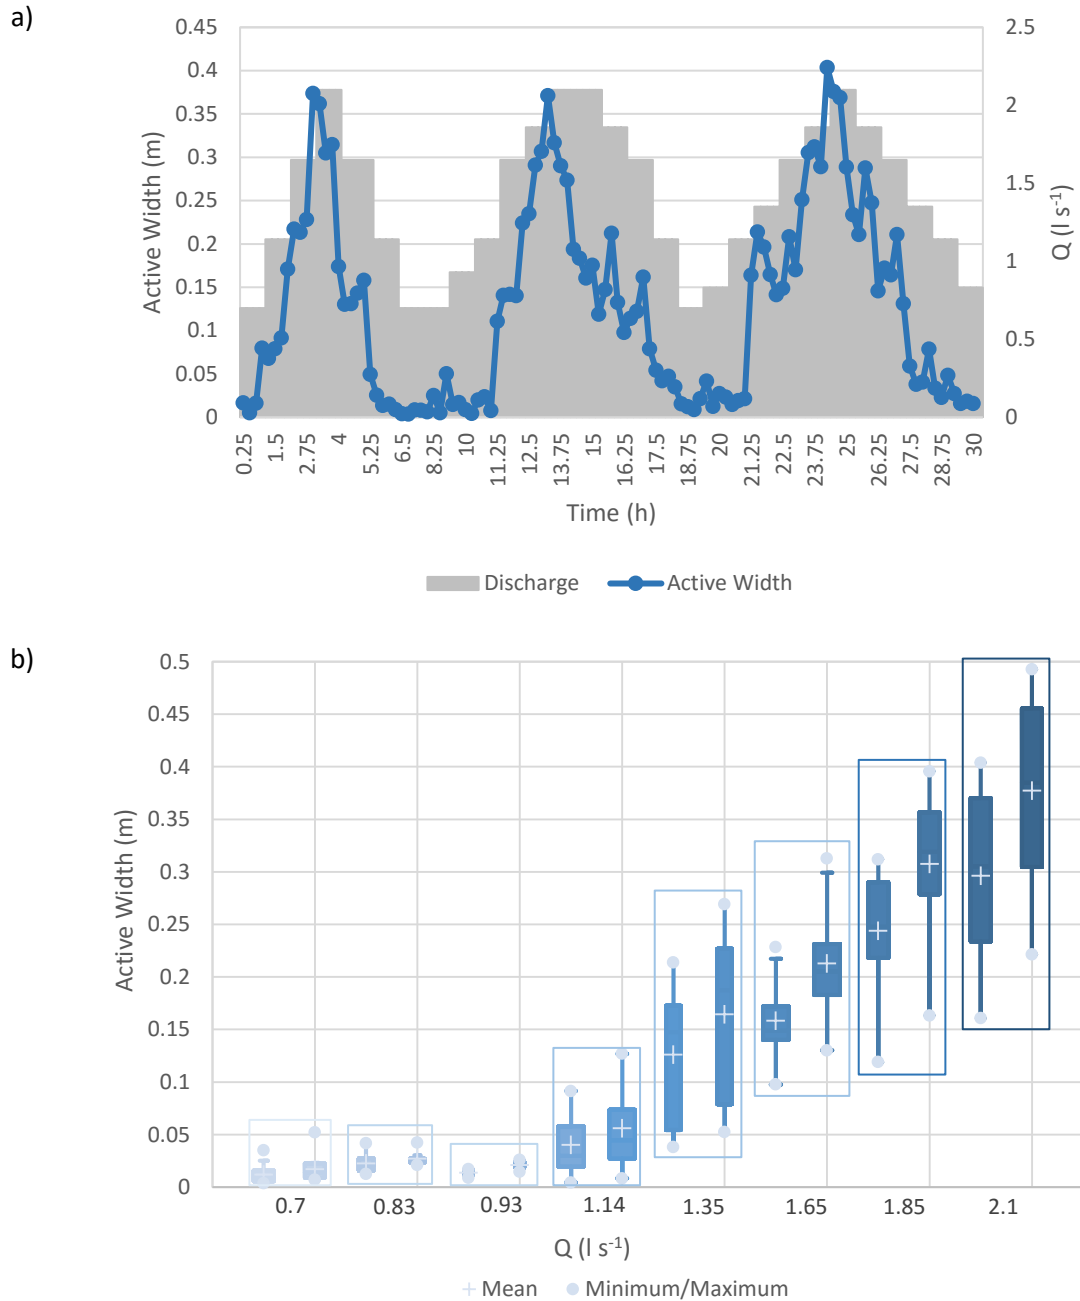 a)
0.45
0.4
0.35
0.3
0.25
0.2
0.15
0.1
0.05
0
Active Width (m)
2.5
2
1.5
1
0.5
0
Q (l s⁻¹)
0.25 1.5 2.75 4 5.25 6.5 8.25 10 11.25 12.5 13.75 15 16.25 17.5 18.75 20 21.25 22.5 23.75 25 26.25 27.5 28.75 30
Time (h)
Discharge Active Width
b)
0.5
0.45
0.4
0.35
0.3
0.25
0.2
0.15
0.1
0.05
0
Active Width (m)
0.7 0.83 0.93 1.14 1.35 1.65 1.85 2.1
Q (l s⁻¹)
Mean Minimum/Maximum